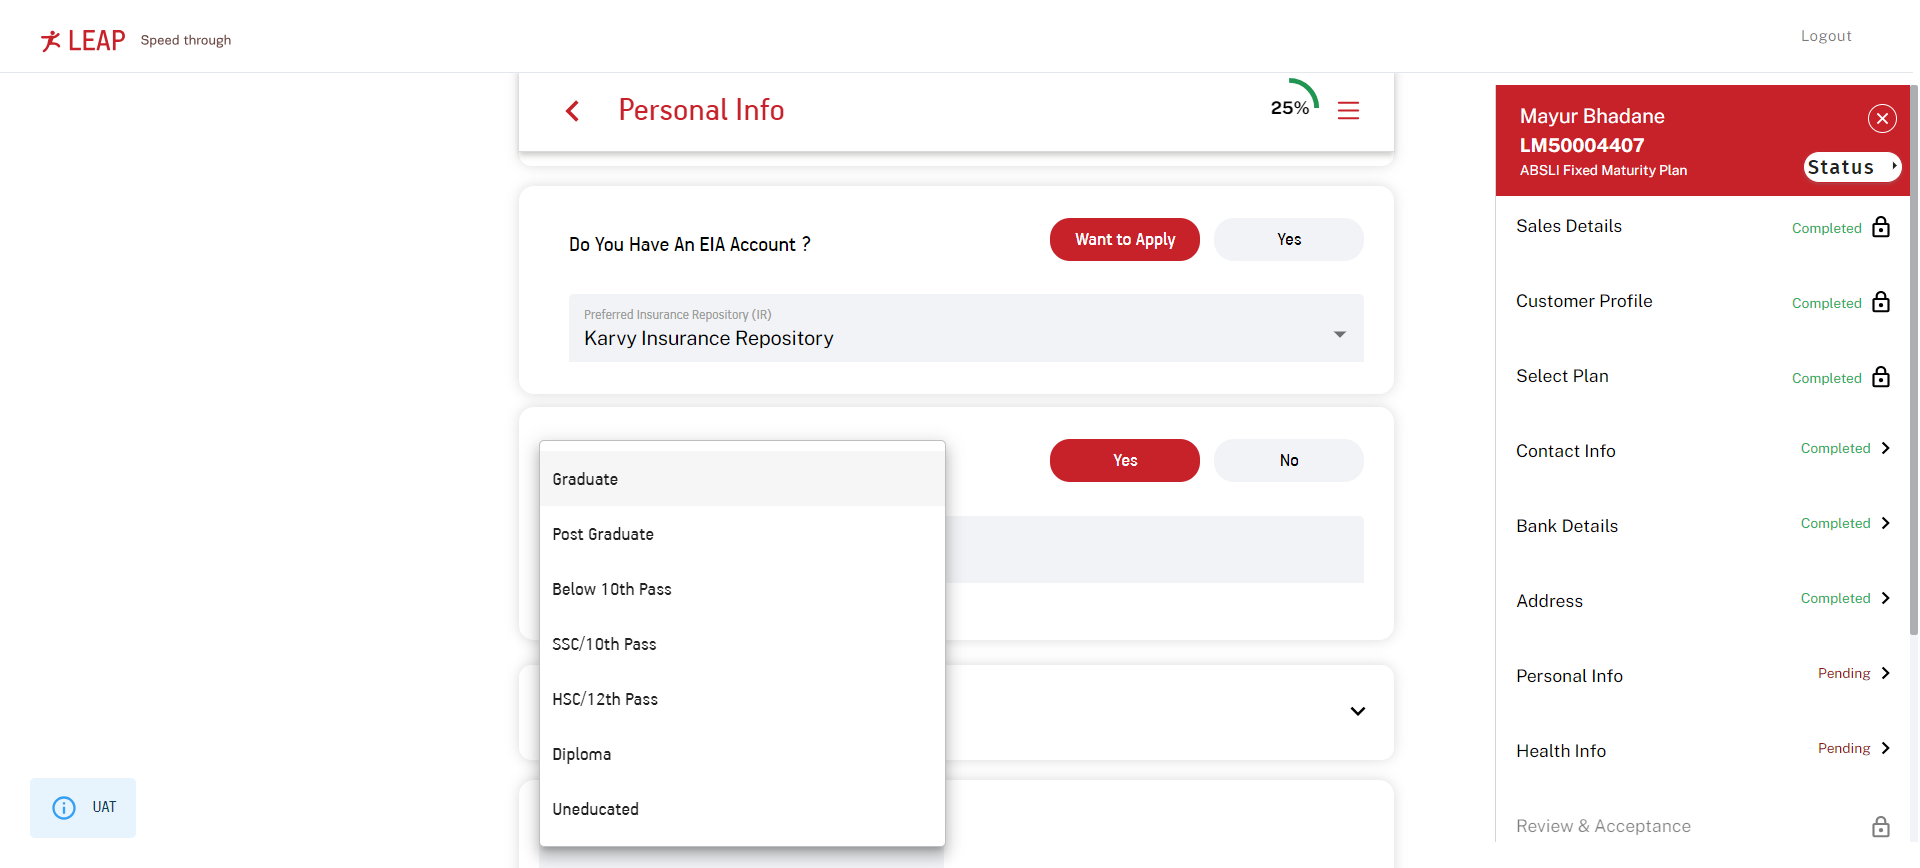 LEAP Speed through
Logout
Personal Info
25%
Do You Have An EIA Account ?
Want to Apply
Yes
Preferred Insurance Repository (IR)
Karvy Insurance Repository
Yes
No
Graduate
Post Graduate
Below 10th Pass
SSC/10th Pass
HSC/12th Pass
Diploma
Uneducated
UAT
Mayur Bhadane
LM50004407
ABSLI Fixed Maturity Plan
Status
Sales Details Completed
Customer Profile Completed
Select Plan Completed
Contact Info Completed
Bank Details Completed
Address Completed
Personal Info Pending
Health Info Pending
Review & Acceptance